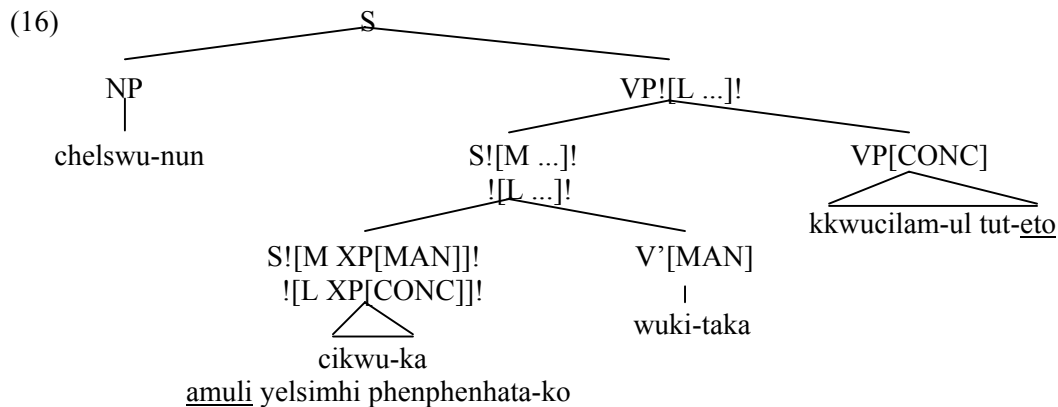 (16) S
NP VP![L ...]!
chelswu-nun S![M ...]! VP[CONC]
![L ...]!
kkwucilam-ul tut-eto
S![M XP[MAN]]! V’[MAN]
![L XP[CONC]]!
wuki-taka
cikwu-ka
amuli yelsimhi phenphenhata-ko